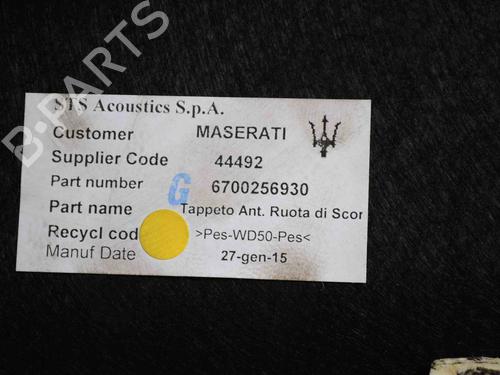 B-PARTS
STS Acoustics S.p.A.
Customer MASERATI
Supplier Code 44492
Part number G 6700256930
Part name Tappeto Ant. Ruota di Scor
Recycl cod >Pes-WD50-Pes<
Manuf Date 27-gen-15